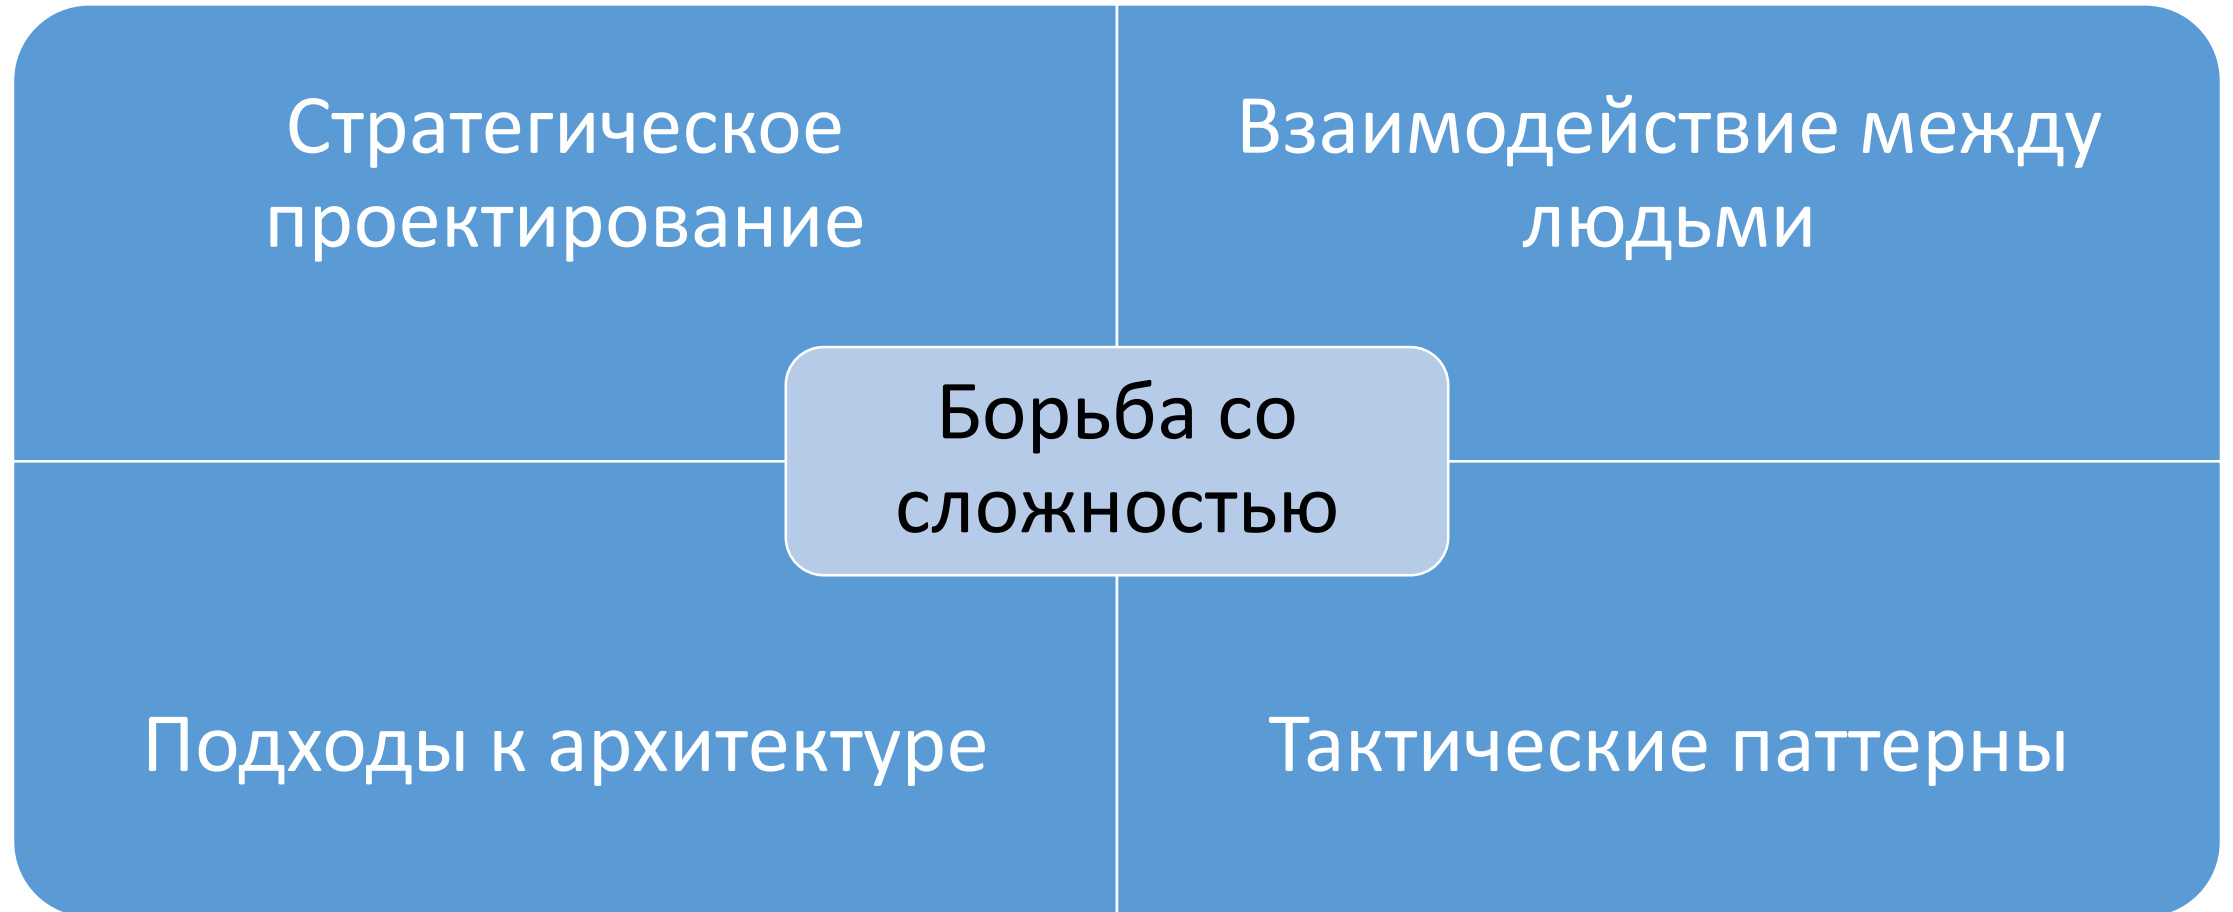 Стратегическое
проектирование
Взаимодействие между
людьми
Борьба со
сложностью
Подходы к архитектуре
Тактические паттерны